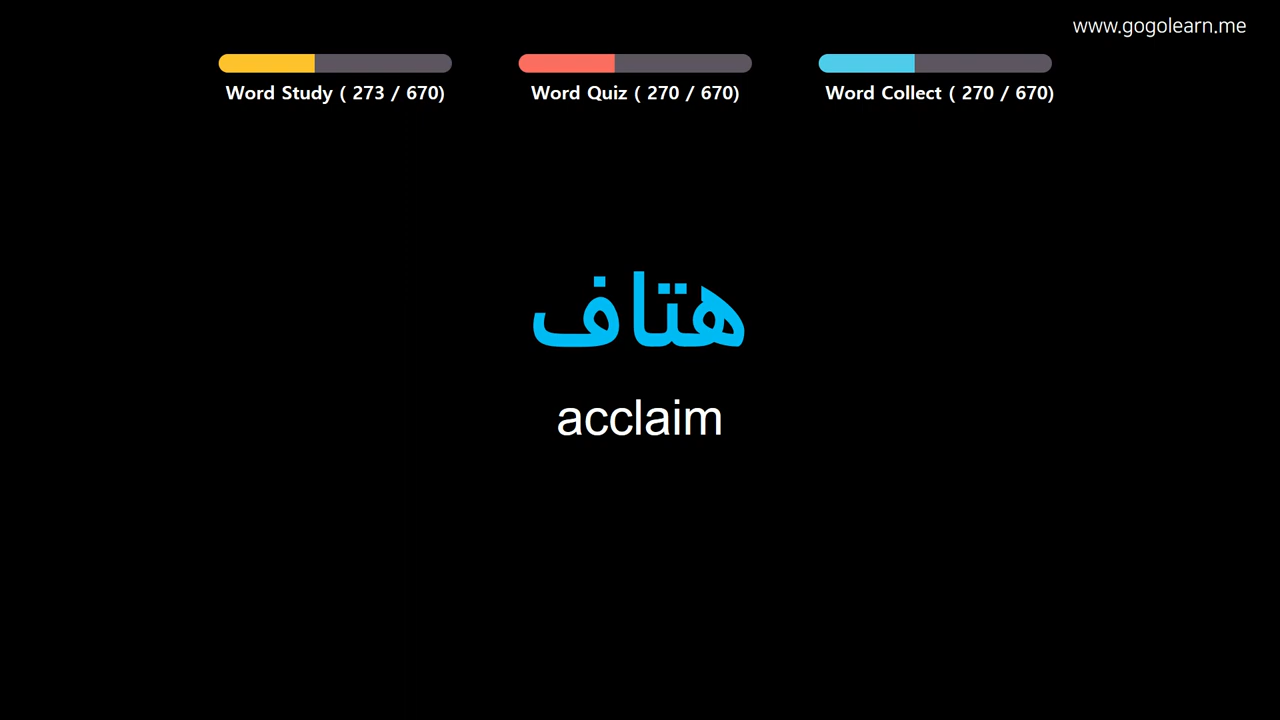 www.gogolearn.me
Word Study ( 273 / 670)
Word Quiz ( 270 / 670)
Word Collect ( 270 / 670)
هتاف
acclaim